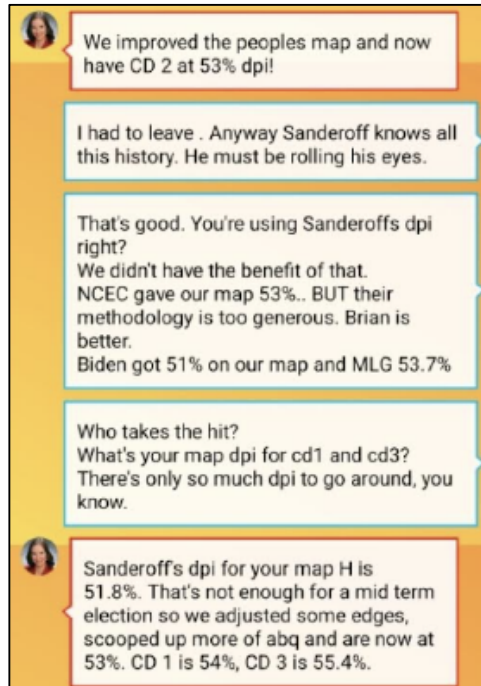 We improved the peoples map and now
have CD 2 at 53% dpi!
I had to leave . Anyway Sanderoff knows all
this history. He must be rolling his eyes.
That's good. You're using Sanderoffs dpi
right?
We didn't have the benefit of that.
NCEC gave our map 53%.. BUT their
methodology is too generous. Brian is
better.
Biden got 51% on our map and MLG 53.7%
Who takes the hit?
What's your map dpi for cd1 and cd3?
There's only so much dpi to go around, you
know.
Sanderoff's dpi for your map H is
51.8%. That's not enough for a mid term
election so we adjusted some edges,
scooped up more of abq and are now at
53%. CD 1 is 54%, CD 3 is 55.4%.